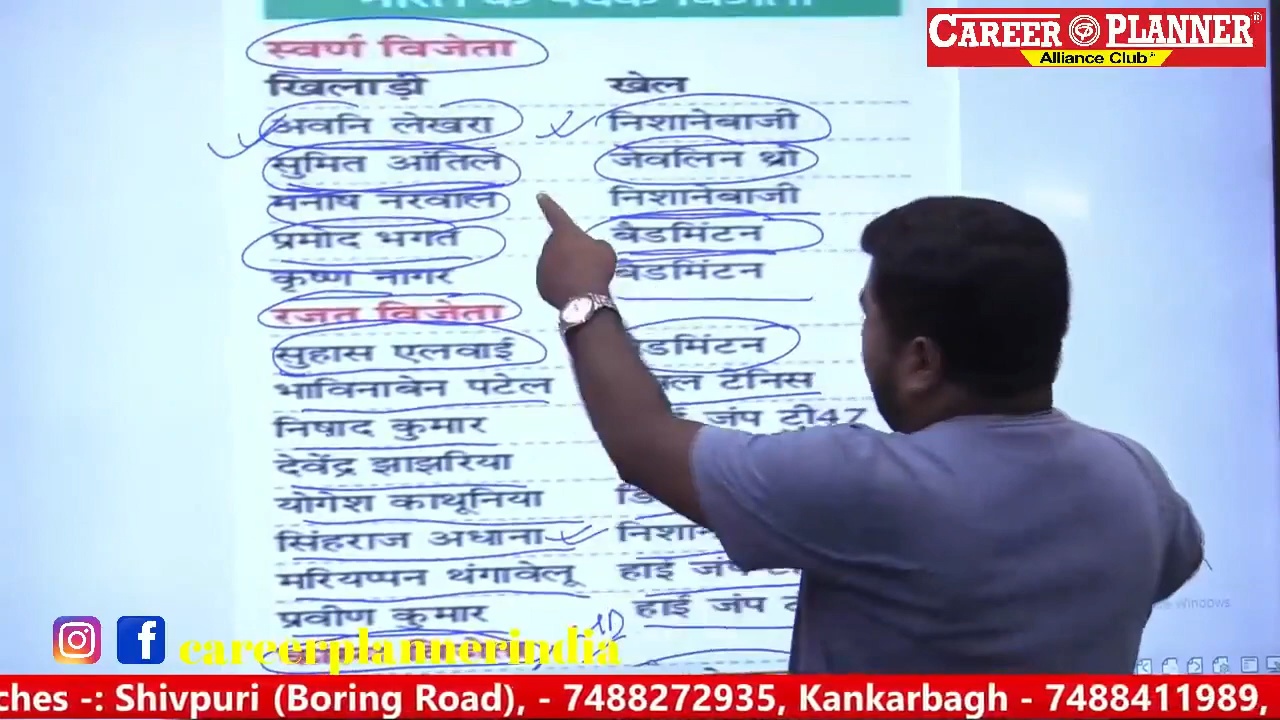 CAREER PLANNER
Alliance Club
स्वर्ण विजेता
खिलाड़ी खेल
अवनि लेखरा निशानेबाजी
सुमित आंतिल जेवलिन थ्रो
मनीष नरवाल निशानेबाजी
प्रमोद भगत बैडमिंटन
कृष्ण नागर बैडमिंटन
रजत विजेता
सुहास एलवाई
भाविनाबेन पटेल टेनिस
निषाद कुमार जंप टी47
देवेंद्र झाझरिया
योगेश काथूनिया
सिंहराज अधाना
मरियप्पन थंगावेलू हाई जंप
प्रवीण कुमार हाई जंप
careerplannerindia
ches -: Shivpuri (Boring Road), - 7488272935, Kankarbagh - 7488411989,